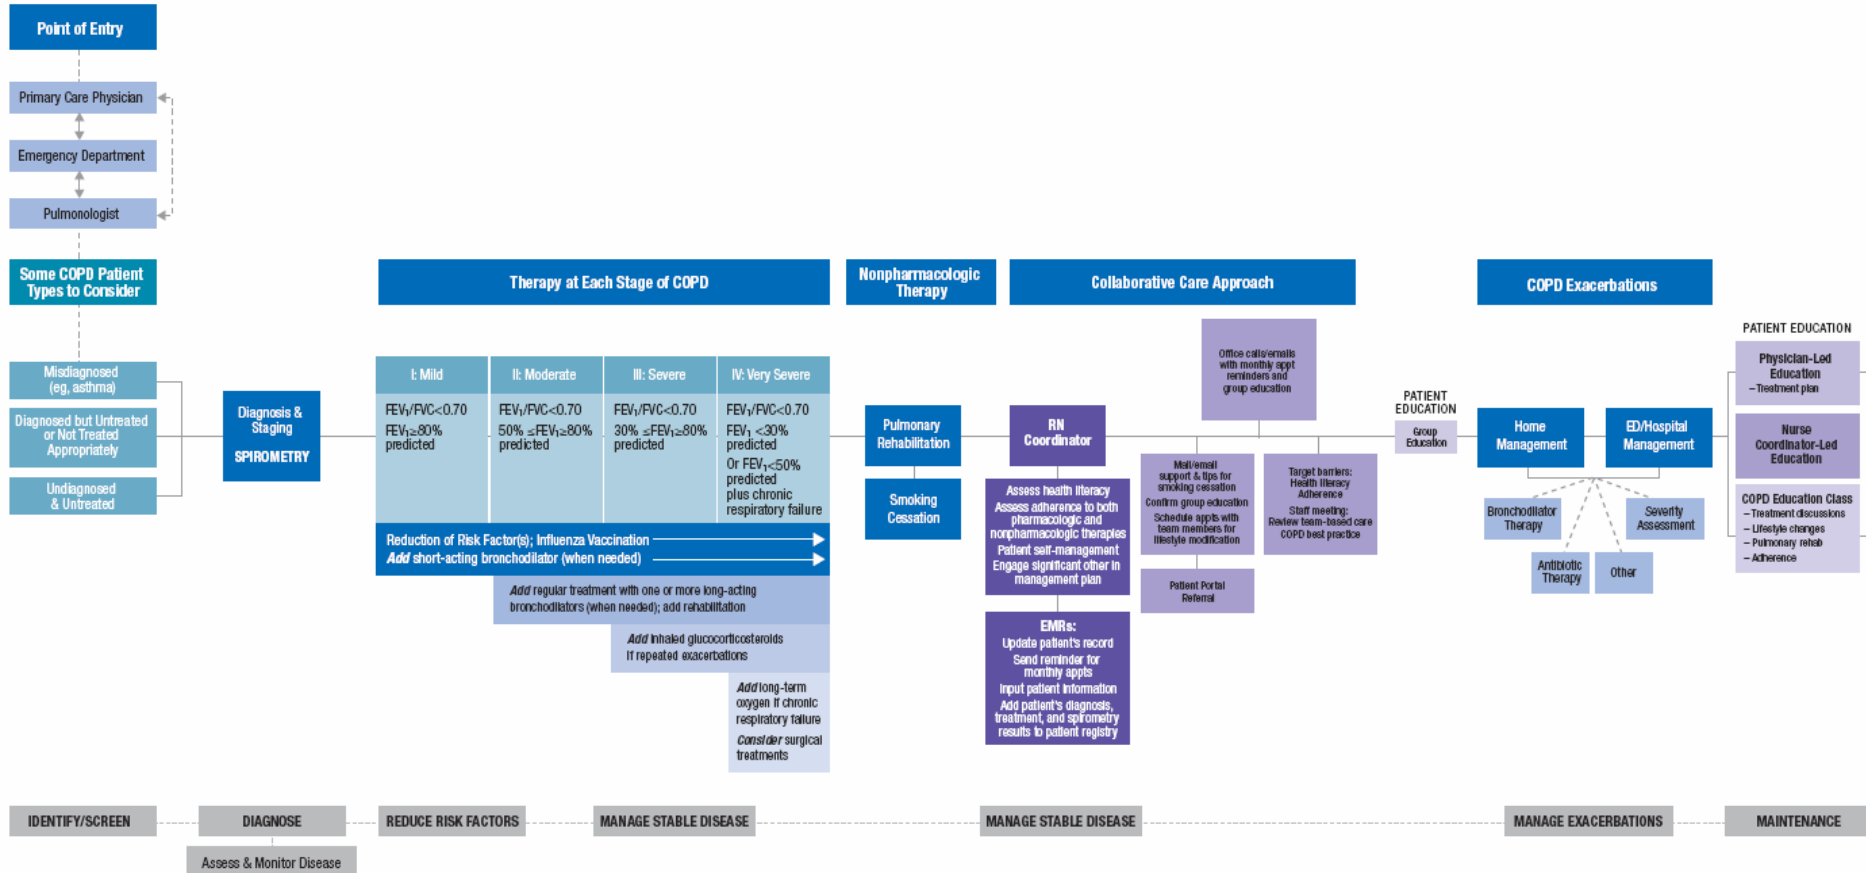 Point of Entry
Primary Care Physician
Emergency Department
Pulmonologist
Some COPD Patient
Types to Consider
Misdiagnosed
(eg, asthma)
Diagnosed but Untreated
or Not Treated
Appropriately
Undiagnosed
& Untreated
Diagnosis &
Staging
SPIROMETRY
Therapy at Each Stage of COPD
I: Mild
FEV₁/FVC<0.70
FEV₁≥80%
predicted
II: Moderate
FEV₁/FVC<0.70
50% ≤FEV₁≥80%
predicted
III: Severe
FEV₁/FVC<0.70
30% ≤FEV₁≥80%
predicted
IV: Very Severe
FEV₁/FVC<0.70
FEV₁ <30%
predicted
Or FEV₁<50%
predicted
plus chronic
respiratory failure
Reduction of Risk Factor(s); Influenza Vaccination
Add short-acting bronchodilator (when needed)
Add regular treatment with one or more long-acting
bronchodilators (when needed); add rehabilitation
Add inhaled glucocorticosteroids
if repeated exacerbations
Add long-term
oxygen if chronic
respiratory failure
Consider surgical
treatments
Nonpharmacologic
Therapy
Pulmonary
Rehabilitation
Smoking
Cessation
Collaborative Care Approach
RN
Coordinator
Assess health literacy
Assess adherence to both
pharmacologic and
nonpharmacologic therapies
Patient self-management
Engage significant other in
management plan
EMRs:
Update patient's record
Send reminder for
monthly appts
Input patient information
Add patient's diagnosis,
treatment, and spirometry
results to patient registry
Office calls/emails
with monthly appt
reminders and
group education
Mail/email
support & tips for
smoking cessation
Confirm group education
Schedule appts with
team members for
lifestyle modification
Patient Portal
Referral
Target barriers:
Health literacy
Adherence
Staff meeting:
Review team-based care
COPD best practice
PATIENT
EDUCATION
Group
Education
COPD Exacerbations
Home
Management
ED/Hospital
Management
Bronchodilator
Therapy
Antibiotic
Therapy
Other
Severity
Assessment
PATIENT EDUCATION
Physician-Led
Education
– Treatment plan
Nurse
Coordinator-Led
Education
COPD Education Class
– Treatment discussions
– Lifestyle changes
– Pulmonary rehab
– Adherence
IDENTIFY/SCREEN
DIAGNOSE
Assess & Monitor Disease
REDUCE RISK FACTORS
MANAGE STABLE DISEASE
MANAGE STABLE DISEASE
MANAGE EXACERBATIONS
MAINTENANCE